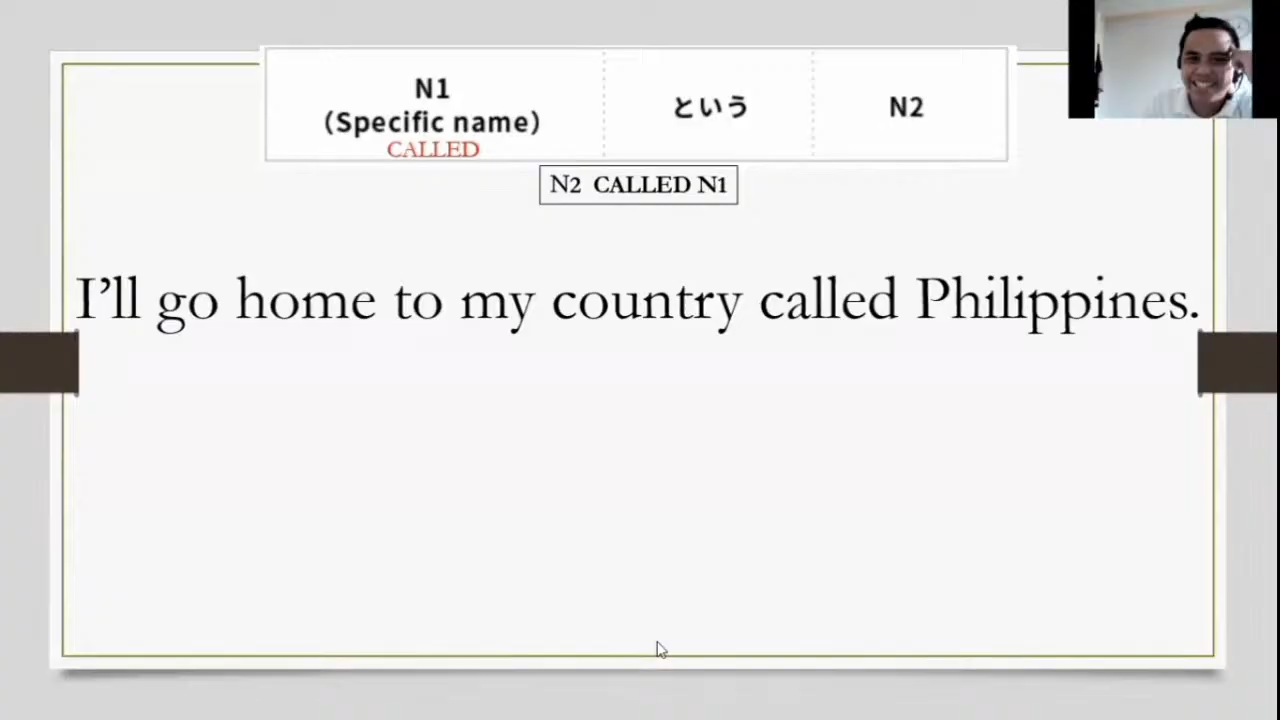 N1
(Specific name)
CALLED
という
N2
N2 CALLED N1
I'll go home to my country called Philippines.